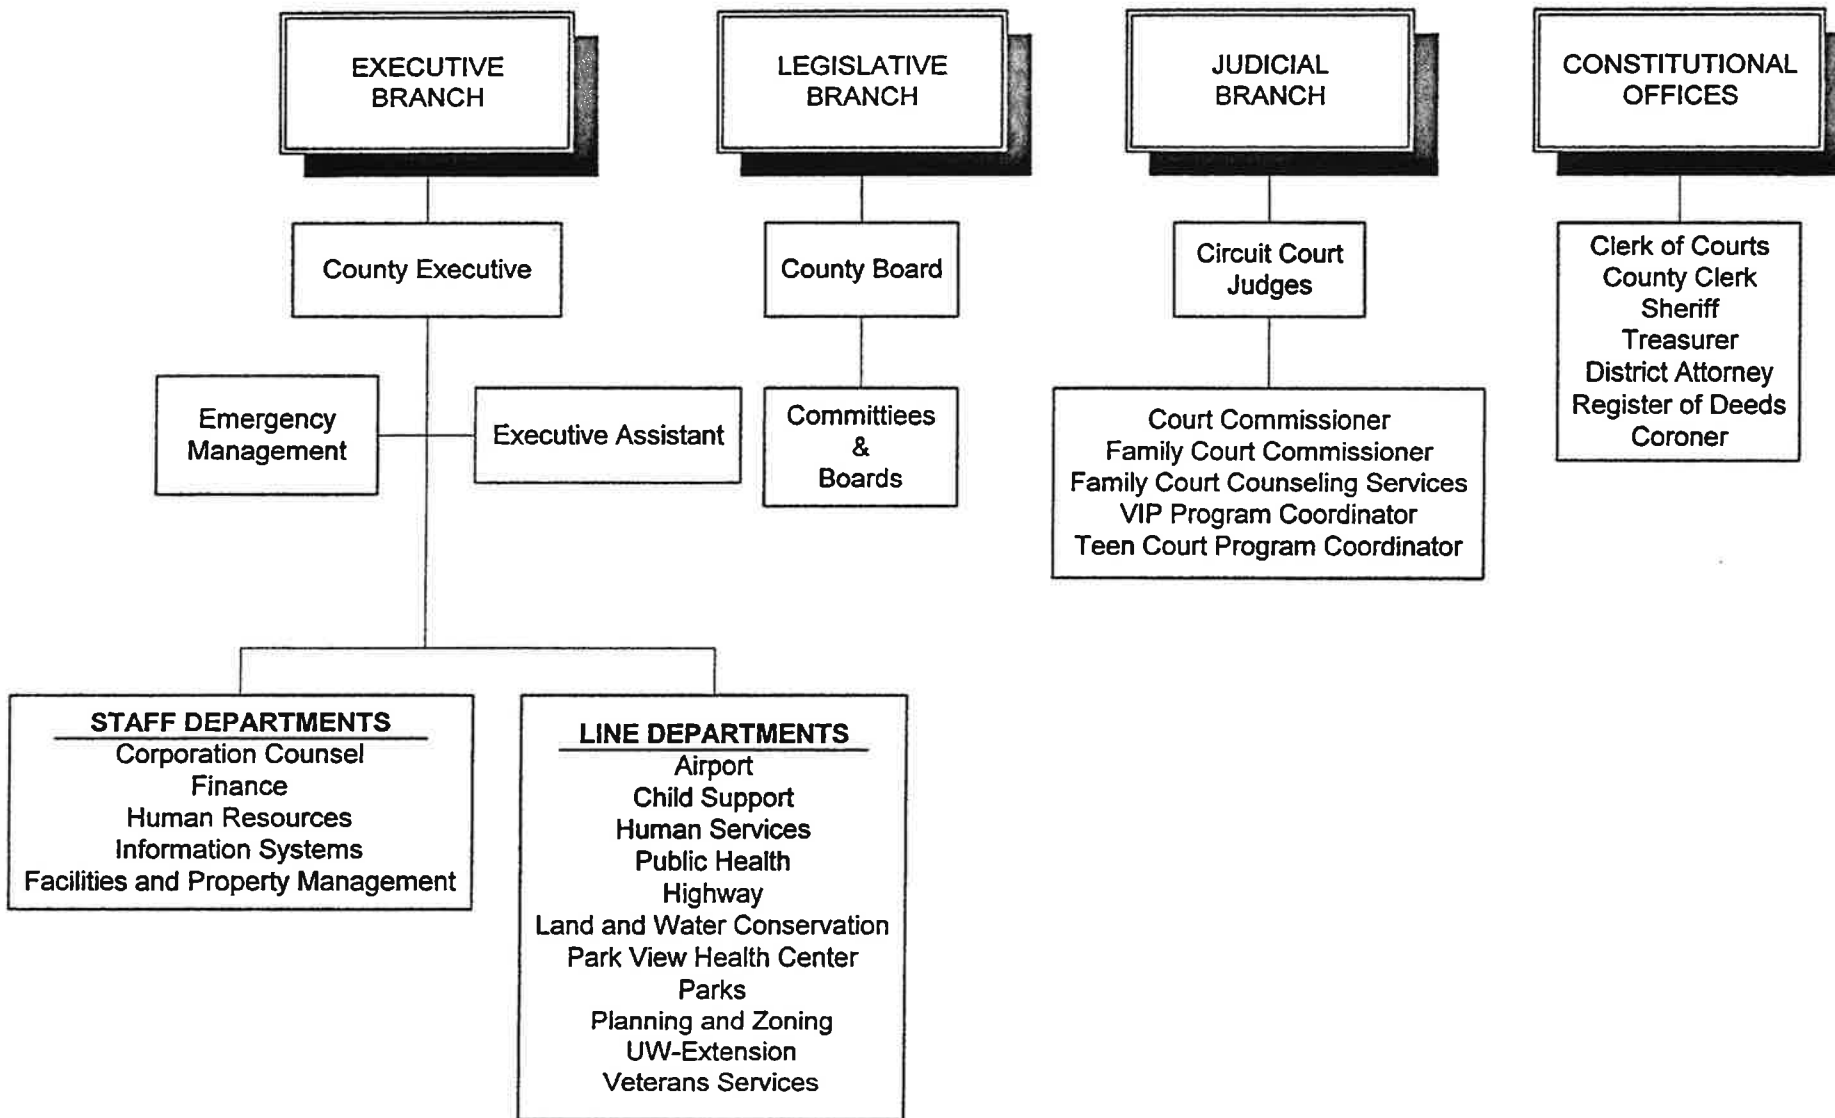 EXECUTIVE
BRANCH
LEGISLATIVE
BRANCH
JUDICIAL
BRANCH
CONSTITUTIONAL
OFFICES
County Executive
County Board
Circuit Court
Judges
Clerk of Courts
County Clerk
Sheriff
Treasurer
District Attorney
Register of Deeds
Coroner
Emergency
Management
Executive Assistant
Committiees
&
Boards
Court Commissioner
Family Court Commissioner
Family Court Counseling Services
VIP Program Coordinator
Teen Court Program Coordinator
STAFF DEPARTMENTS
Corporation Counsel
Finance
Human Resources
Information Systems
Facilities and Property Management
LINE DEPARTMENTS
Airport
Child Support
Human Services
Public Health
Highway
Land and Water Conservation
Park View Health Center
Parks
Planning and Zoning
UW-Extension
Veterans Services